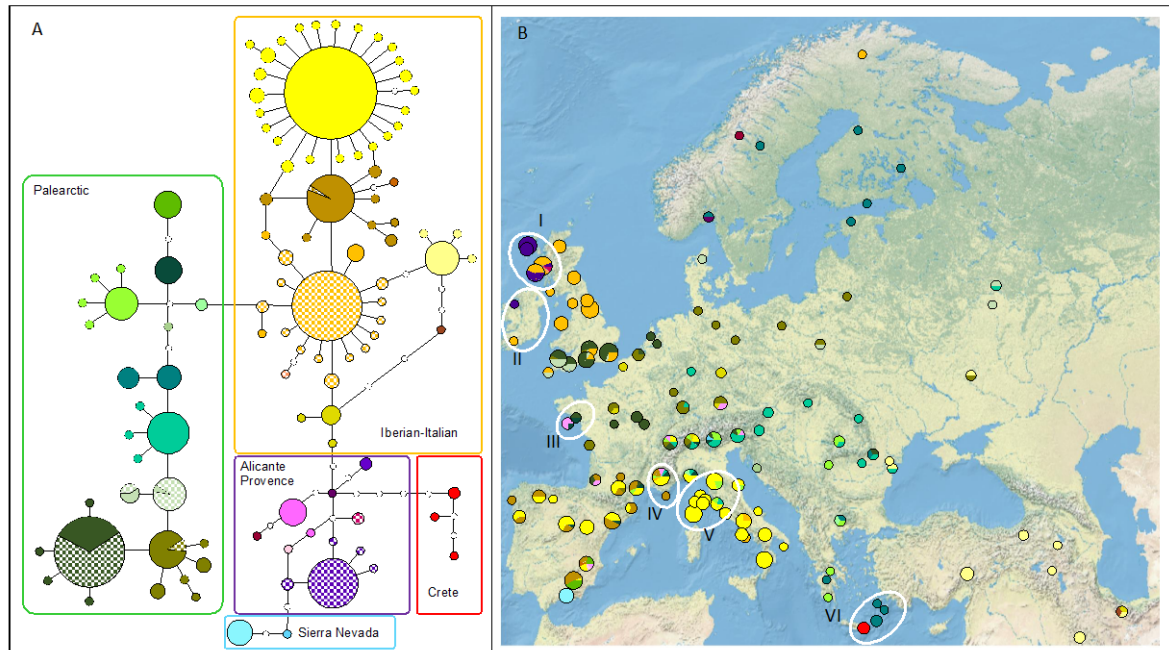 A
Palearctic
Iberian-Italian
Alicante
Provence
Crete
Sierra Nevada
B
I
II
III
IV
V
VI